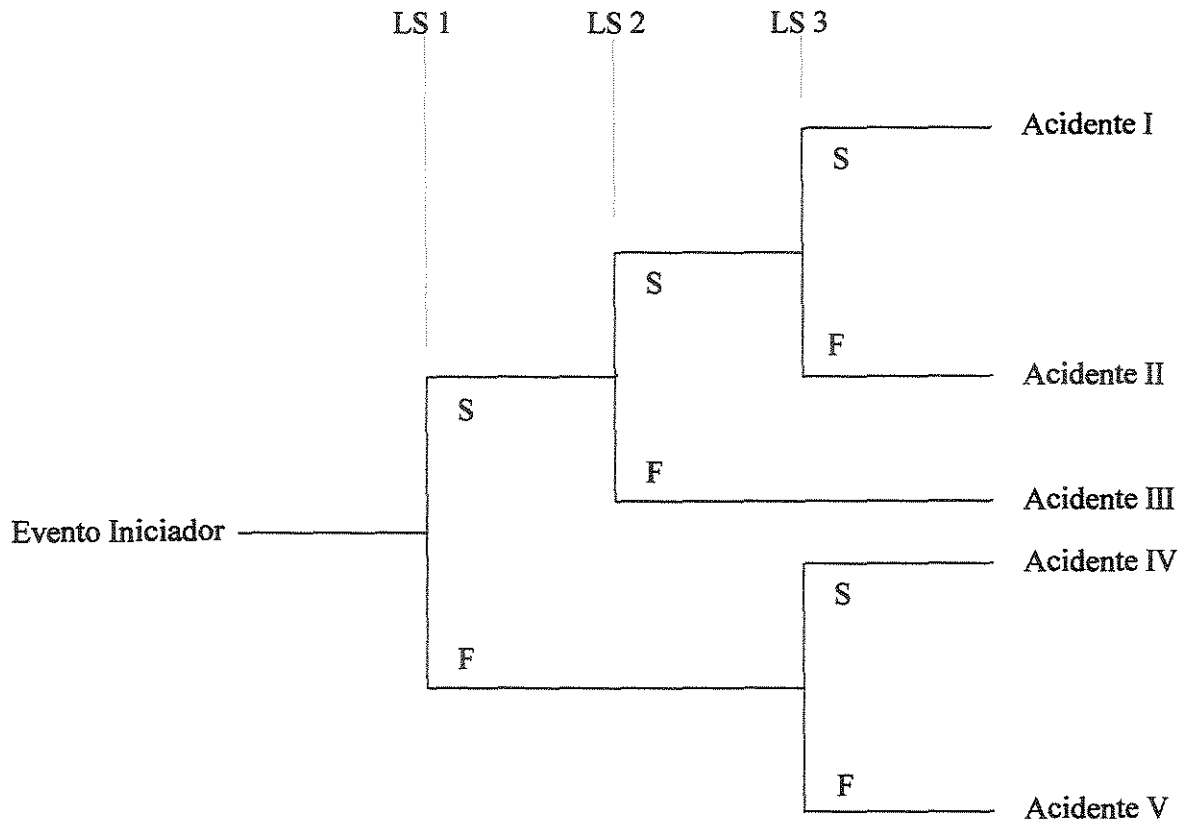 LS 1 LS 2 LS 3
Acidente I
S
S
F
Acidente II
S
F
Acidente III
Evento Iniciador
Acidente IV
S
F
F
Acidente V